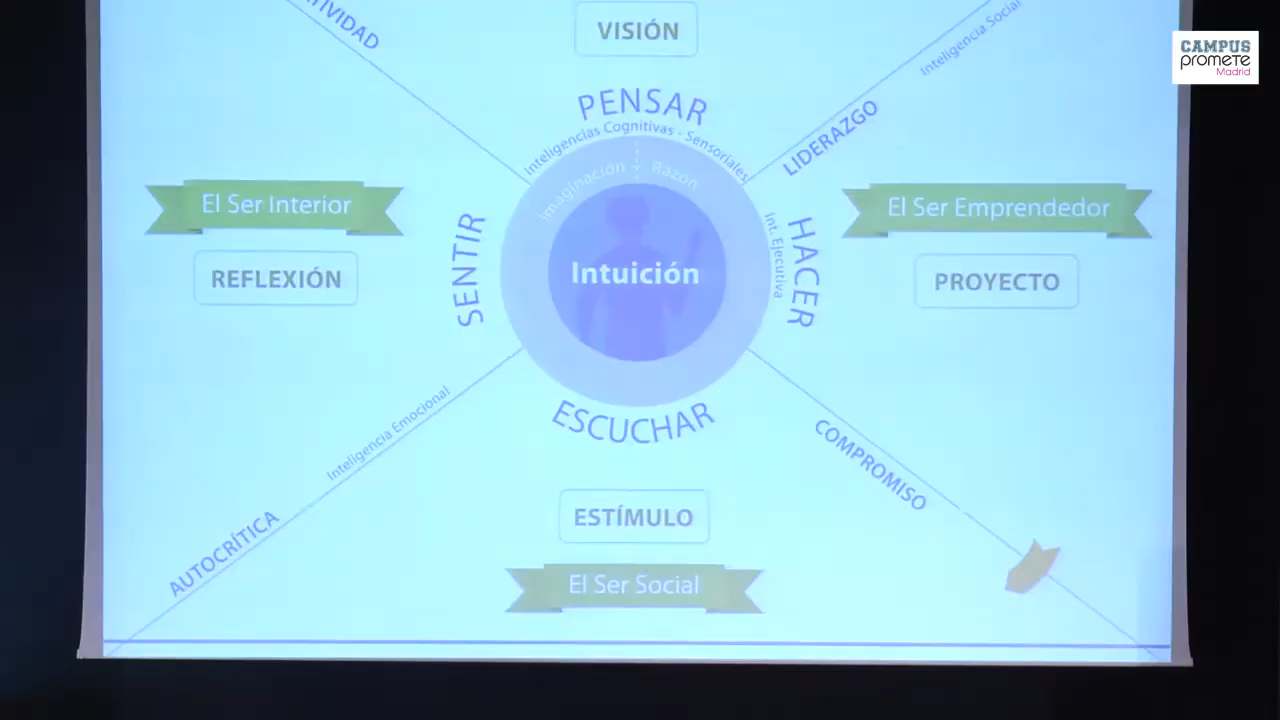 VISIÓN
Inteligencia Social
CAMPUS
promete
Madrid
PENSAR
Inteligencias Cognitivas - Sensoriales
LIDERAZGO
Imaginación - Razón
El Ser Interior
El Ser Emprendedor
SENTIR
HACER
Int. Ejecutiva
REFLEXIÓN
Intuición
PROYECTO
ESCUCHAR
Inteligencia Emocional
COMPROMISO
AUTOCRÍTICA
ESTÍMULO
El Ser Social